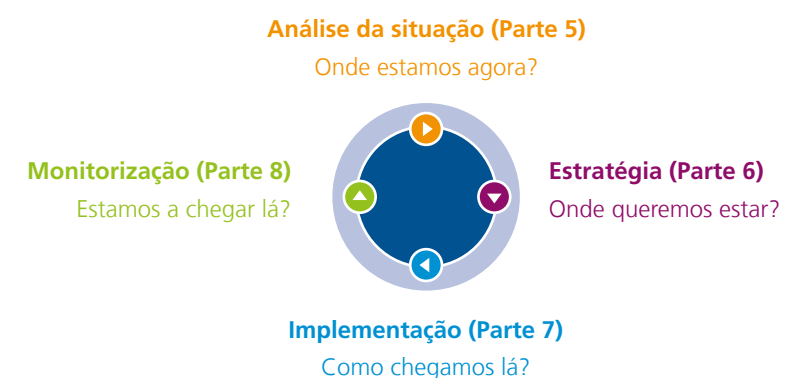 Análise da situação (Parte 5)
Onde estamos agora?
Monitorização (Parte 8)
Estamos a chegar lá?
Estratégia (Parte 6)
Onde queremos estar?
Implementação (Parte 7)
Como chegamos lá?